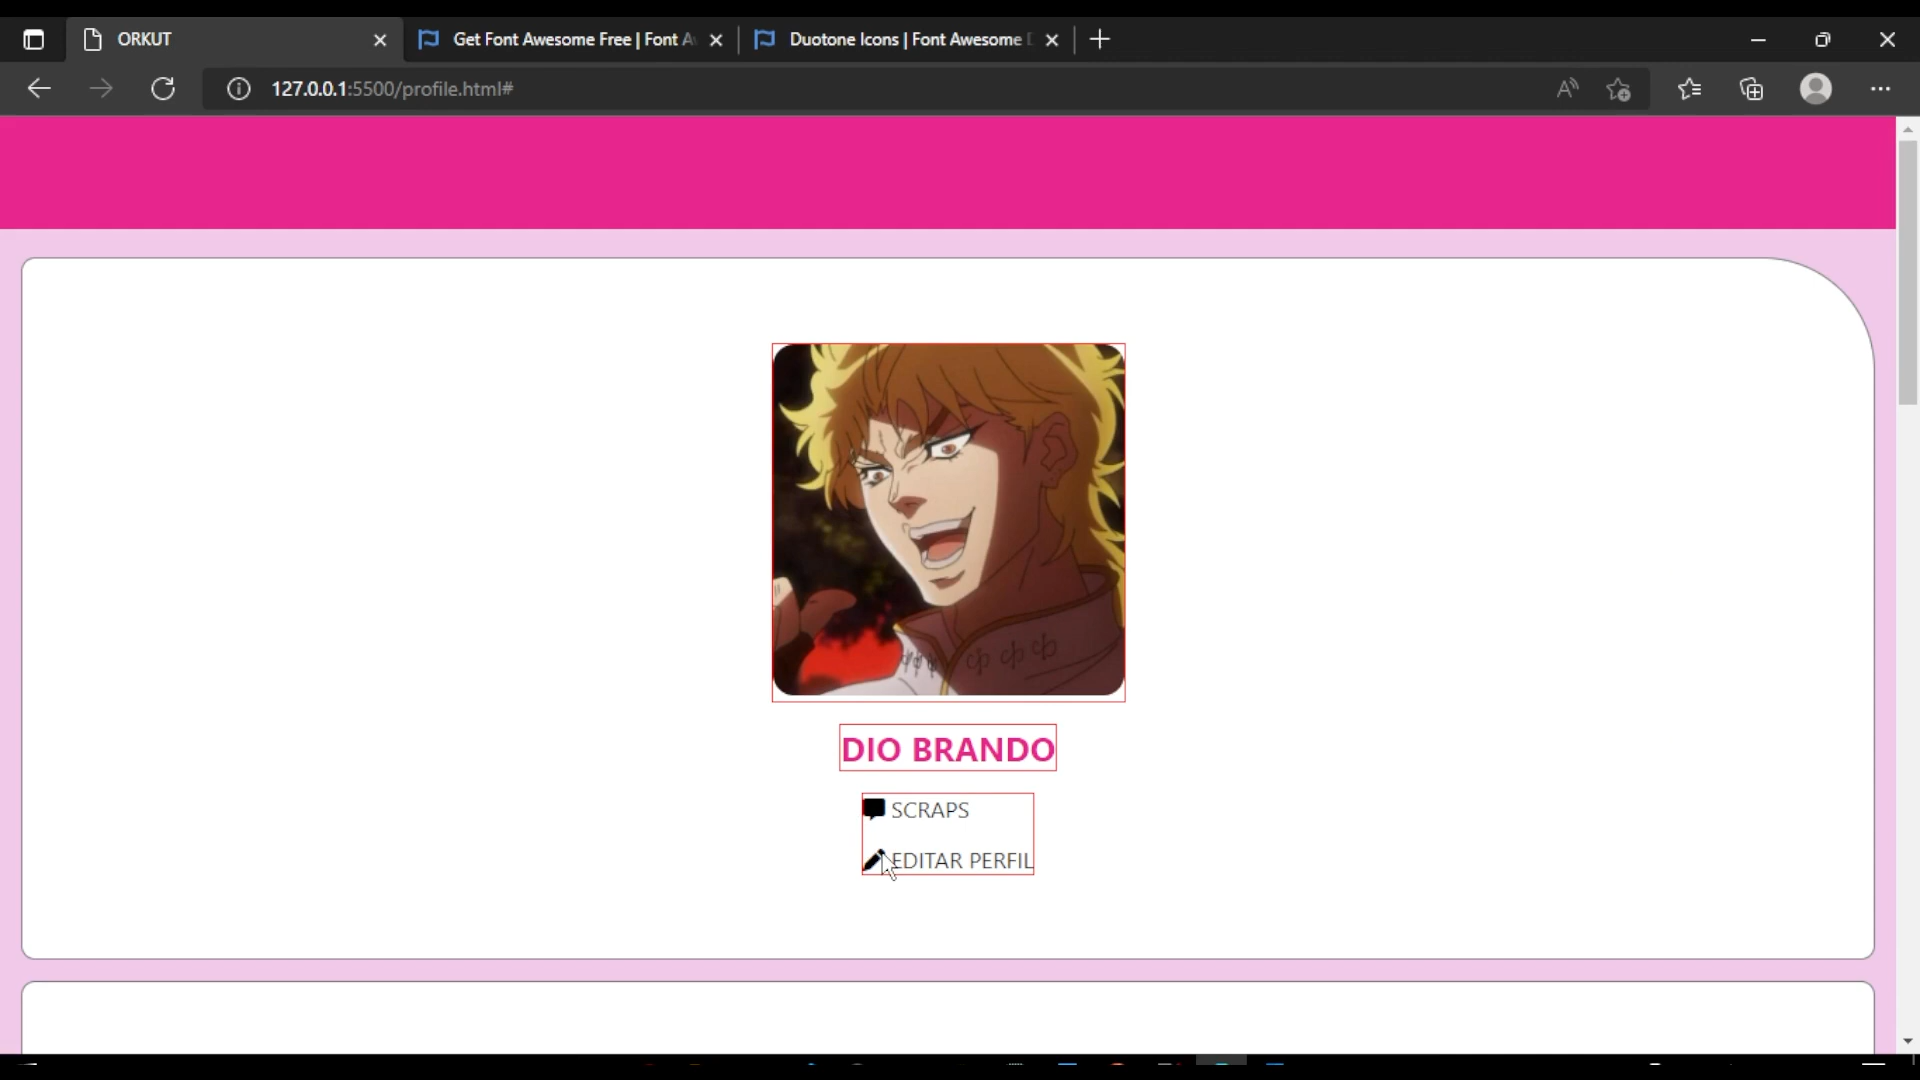 ORKUT
Get Font Awesome Free | Font A
Duotone Icons | Font Awesome
127.0.0.1:5500/profile.html#
DIO BRANDO
SCRAPS
EDITAR PERFIL